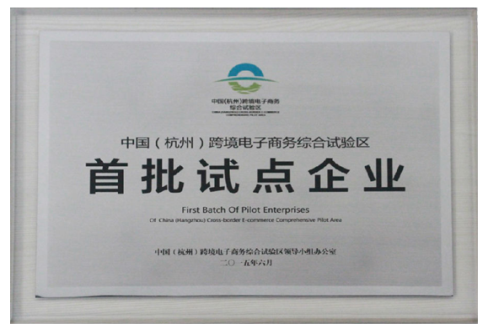 中国(杭州)跨境电子商务
综合试验区
中国（杭州）跨境电子商务综合试验区
首批试点企业
First Batch Of Pilot Enterprises
Of China (Hangzhou) Cross-border E-commerce Comprehensive Pilot Area
中国（杭州）跨境电子商务综合试验区领导小组办公室
二〇一五年六月